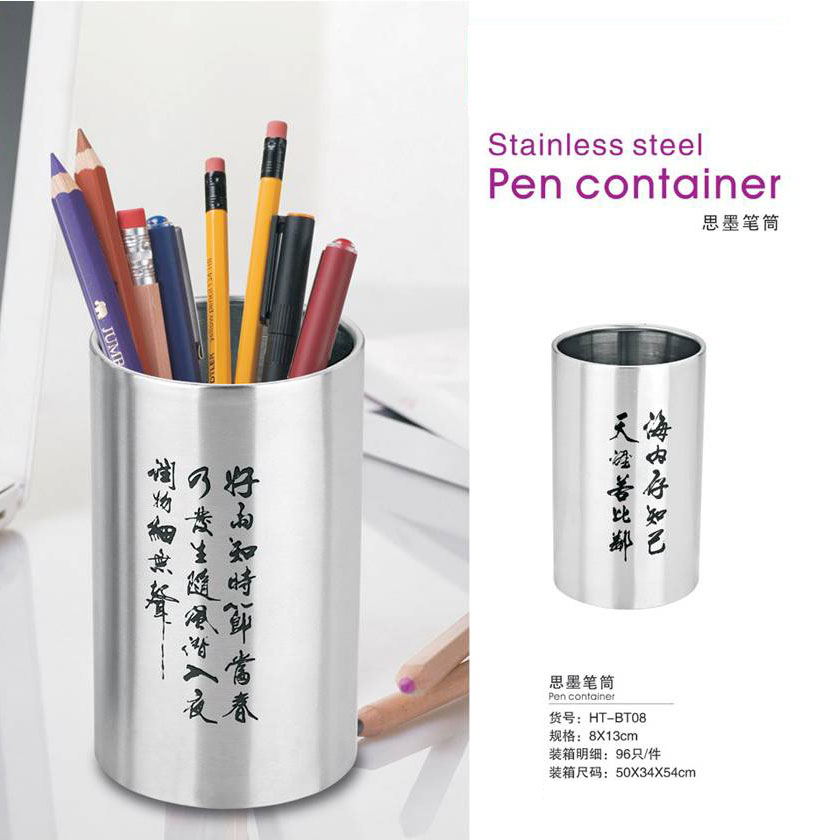 Stainless steel
Pen container
思墨笔筒
JUMB
好雨知時節當春
乃發生隨風潛入夜
潤物細無聲
海内存知己
天涯若比鄰
思墨笔筒
Pen container
货号：HT-BT08
规格：8X13cm
装箱明细：96只/件
装箱尺码：50X34X54cm